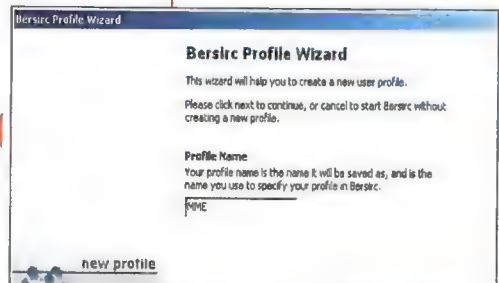 Bersirc Profile Wizard
Bersirc Profile Wizard
This wizard will help you to create a new user profile.
Please click next to continue, or cancel to start Bersirc without
creating a new profile.
Profile Name
Your profile name is the name it will be saved as, and is the
name you use to specify your profile in Bersirc.
MME
new profile